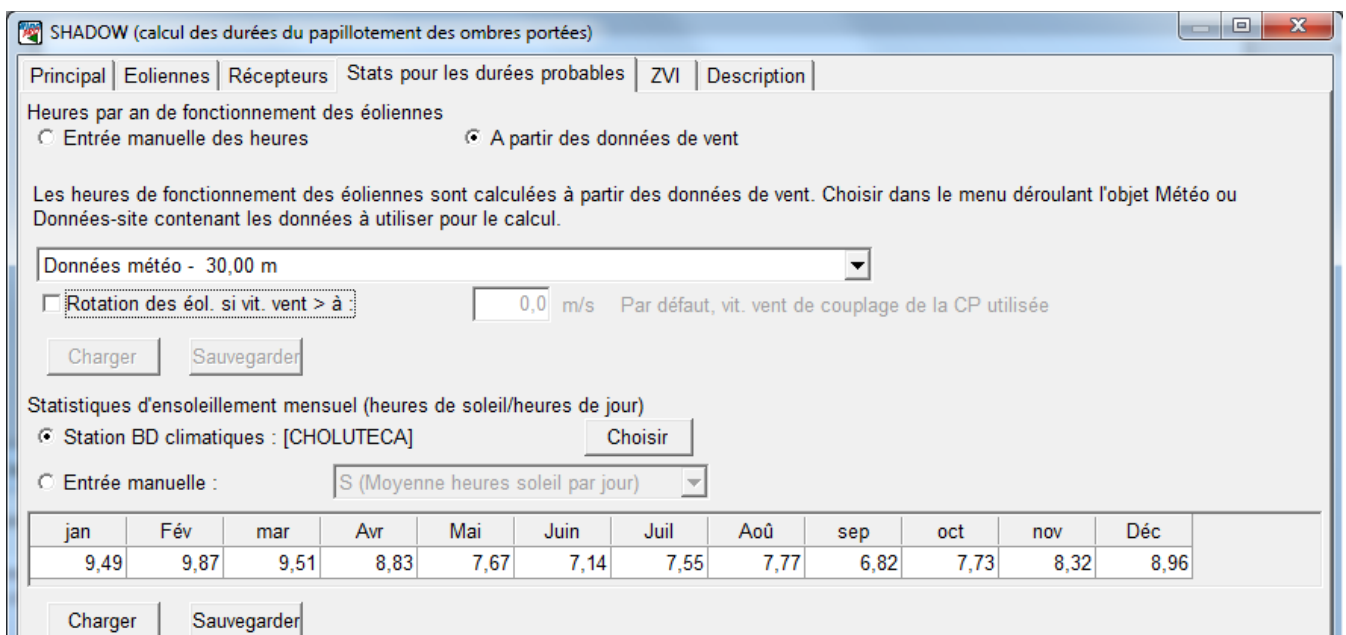 SHADOW (calcul des durées du papillotement des ombres portées)
Principal Eoliennes Récepteurs Stats pour les durées probables ZVI Description
Heures par an de fonctionnement des éoliennes
Entrée manuelle des heures A partir des données de vent
Les heures de fonctionnement des éoliennes sont calculées à partir des données de vent. Choisir dans le menu déroulant l'objet Météo ou
Données-site contenant les données à utiliser pour le calcul.
Données météo - 30,00 m
Rotation des éol. si vit. vent > à : 0,0 m/s Par défaut, vit. vent de couplage de la CP utilisée
Charger Sauvegarder
Statistiques d'ensoleillement mensuel (heures de soleil/heures de jour)
Station BD climatiques : [CHOLUTECA] Choisir
Entrée manuelle : S (Moyenne heures soleil par jour)
jan Fév mar Avr Mai Juin Juil Aoû sep oct nov Déc
9,49 9,87 9,51 8,83 7,67 7,14 7,55 7,77 6,82 7,73 8,32 8,96
Charger Sauvegarder